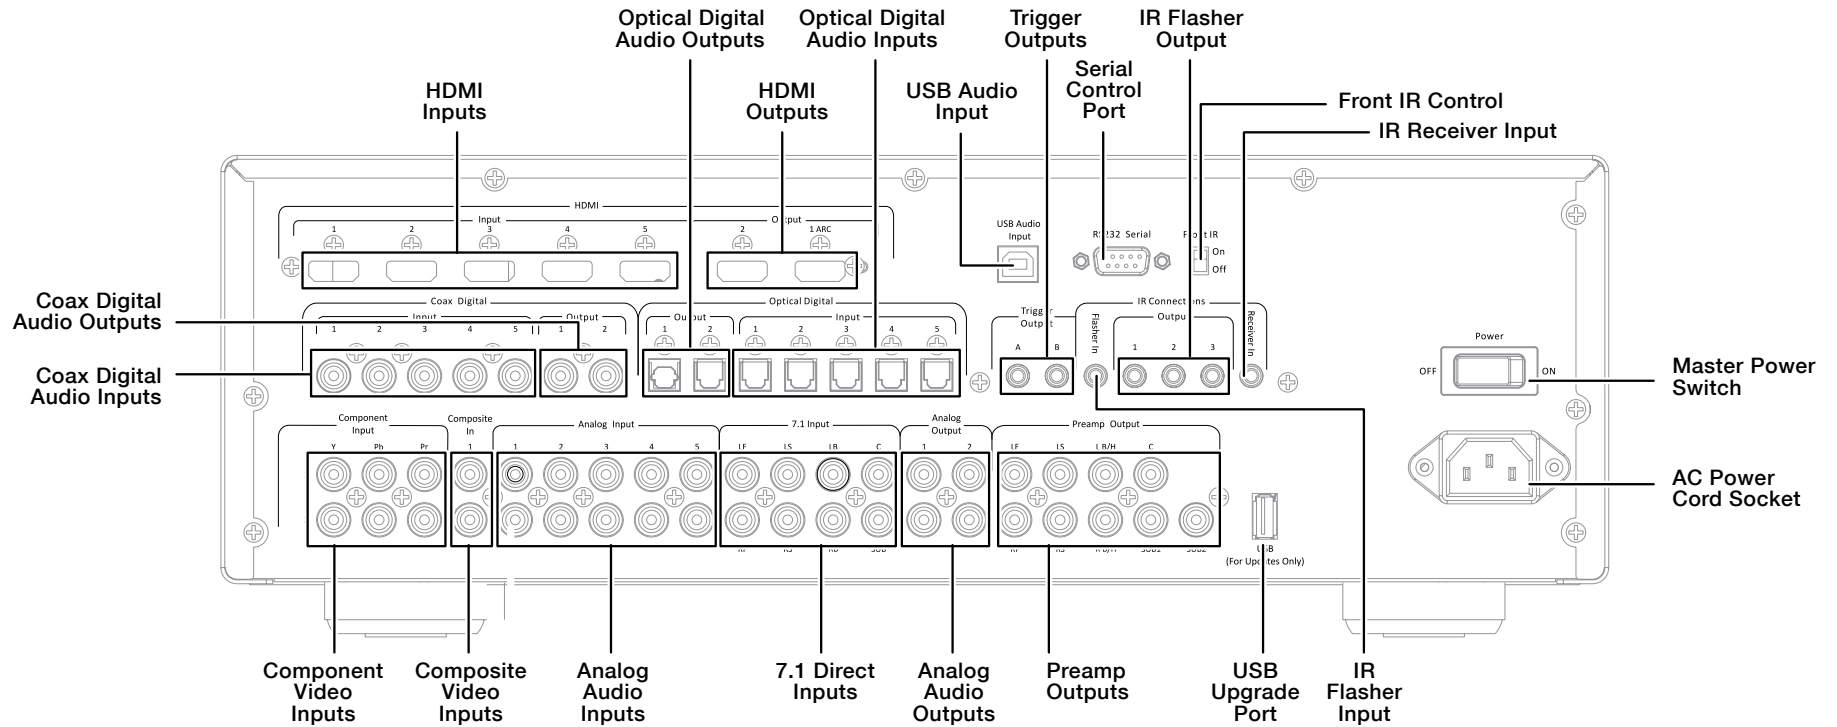 Optical Digital
Audio Outputs
Optical Digital
Audio Inputs
Trigger
Outputs
IR Flasher
Output
HDMI
Inputs
HDMI
Outputs
USB Audio
Input
Serial
Control
Port
Front IR Control
IR Receiver Input
HDMI
Input
Output
1 2 3 4 5
2 1 ARC
USB Audio
Input
RS232 Serial
Front IR
On
Off
Coax Digital
Audio Outputs
Coax Digital
Audio Inputs
Coax Digital
Input
Output
1 2 3 4 5
1 2
Optical Digital
Output
Input
1 2
1 2 3 4 5
Trigger
Output
A B
IR Connections
Flasher In
Output
1 2 3
Receiver In
Power
OFF
ON
Master Power
Switch
Component
Input
Y Pb Pr
Composite
In
1
Analog Input
1 2 3 4 5
7.1 Input
LF LS LB C
RF RS RB SUB
Analog
Output
1 2
Preamp Output
LF LS LB/H C
RF RS RB/H SUB1 SUB2
USB
(For Updates Only)
AC Power
Cord Socket
Component
Video
Inputs
Composite
Video
Inputs
Analog
Audio
Inputs
7.1 Direct
Inputs
Analog
Audio
Outputs
Preamp
Outputs
USB
Upgrade
Port
IR
Flasher
Input